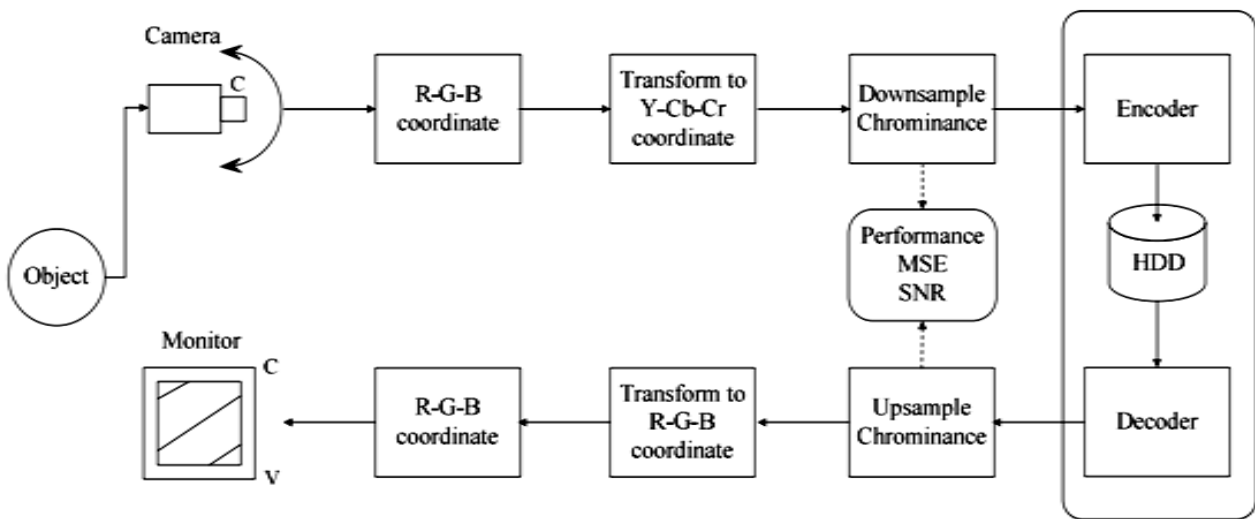 Camera
C
R-G-B
coordinate
Transform to
Y-Cb-Cr
coordinate
Downsample
Chrominance
Encoder
Object
Performance
MSE
SNR
HDD
Monitor
C
V
R-G-B
coordinate
Transform to
R-G-B
coordinate
Upsample
Chrominance
Decoder